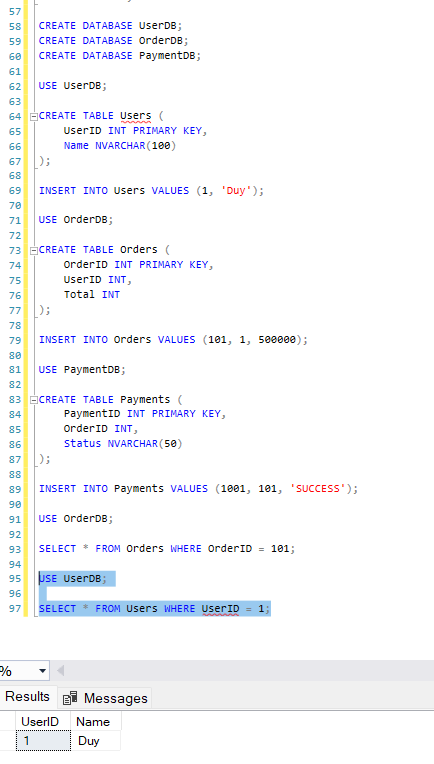 57
58 CREATE DATABASE UserDB;
59 CREATE DATABASE OrderDB;
60 CREATE DATABASE PaymentDB;
61
62 USE UserDB;
63
64 CREATE TABLE Users (
65 UserID INT PRIMARY KEY,
66 Name NVARCHAR(100)
67 );
68
69 INSERT INTO Users VALUES (1, 'Duy');
70
71 USE OrderDB;
72
73 CREATE TABLE Orders (
74 OrderID INT PRIMARY KEY,
75 UserID INT,
76 Total INT
77 );
78
79 INSERT INTO Orders VALUES (101, 1, 500000);
80
81 USE PaymentDB;
82
83 CREATE TABLE Payments (
84 PaymentID INT PRIMARY KEY,
85 OrderID INT,
86 Status NVARCHAR(50)
87 );
88
89 INSERT INTO Payments VALUES (1001, 101, 'SUCCESS');
90
91 USE OrderDB;
92
93 SELECT * FROM Orders WHERE OrderID = 101;
94
95 USE UserDB;
96
97 SELECT * FROM Users WHERE UserID = 1;
%
Results Messages
UserID Name
1 Duy